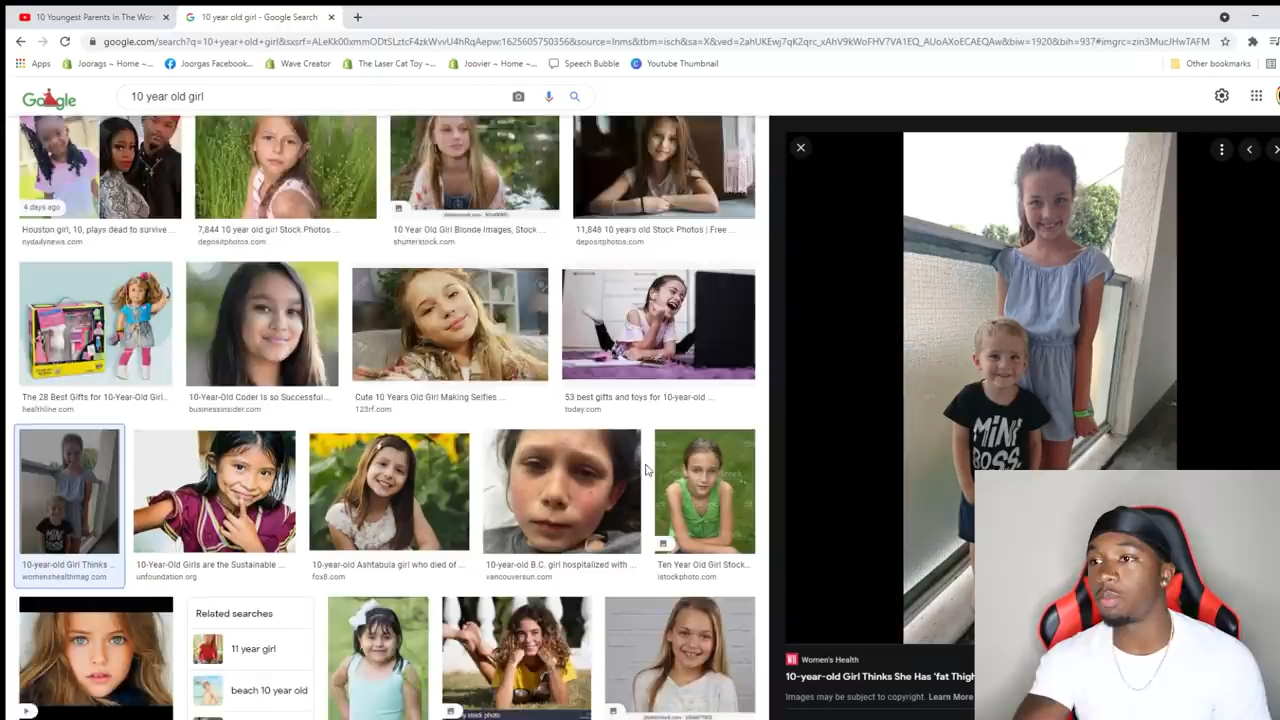 10 Youngest Parents In The Wor
10 year old girl - Google Search
google.com/search?q=10+year+old+girl&sxsrf=ALeKk00xmmODtSLztcF4zkWvvU4hRqAepw:1625605750356&source=lnms&tbm=isch&sa=X&ved=2ahUKEwj7qK2qrc_xAhV9kWoFHV7VA1EQ_AUoAXoECAEQAw&biw=1920&bih=937#imgrc=zin3MucJHwTAFM
Apps
Joorags ~ Home ~...
Joorgas Facebook...
Wave Creator
The Laser Cat Toy ~...
Joovier ~ Home ~...
Speech Bubble
Youtube Thumbnail
Other bookmarks
Google
10 year old girl
4 days ago
Houston girl, 10, plays dead to survive ...
nydailynews.com
7,844 10 year old girl Stock Photos ...
depositphotos.com
10 Year Old Girl Blonde Images, Stock ...
shutterstock.com
11,848 10 years old Stock Photos | Free ...
depositphotos.com
The 28 Best Gifts for 10-Year-Old Girl...
healthline.com
10-Year-Old Coder is so Successful...
businessinsider.com
Cute 10 Years Old Girl Making Selfies ...
123rf.com
53 best gifts and toys for 10-year-old ...
today.com
10-year-old Girl Thinks ...
womenshealthmag.com
10-Year-Old Girls are the Sustainable ...
unfoundation.org
10-year-old Ashtabula girl who died of ...
fox8.com
10-year-old B.C. girl hospitalized with ...
vancouversun.com
Ten Year Old Girl Stock...
istockphoto.com
Related searches
11 year girl
beach 10 year old
MiNi
BOSS
WH
Women's Health
10-year-old Girl Thinks She Has 'fat Thigh
Images may be subject to copyright. Learn More